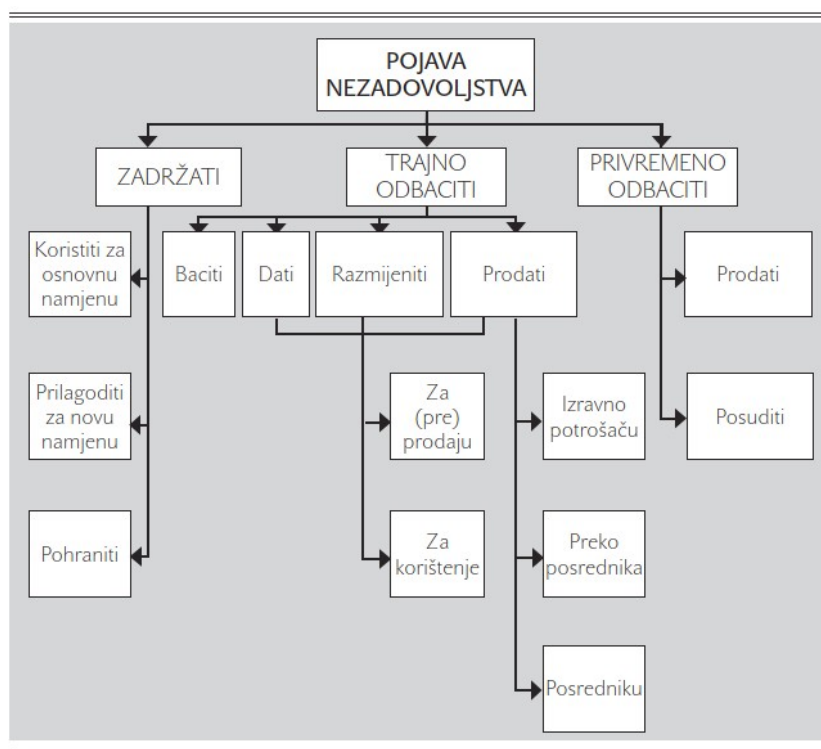 POJAVA
NEZADOVOLJSTVA
ZADRŽATI
TRAJNO
ODBACITI
PRIVREMENO
ODBACITI
Koristiti za
osnovnu
namjenu
Baciti
Dati
Razmijeniti
Prodati
Prodati
Prilagoditi
za novu
namjenu
Za
(pre)
prodaju
Izravno
potrošaču
Posuditi
Pohraniti
Za
korištenje
Preko
posrednika
Posredniku